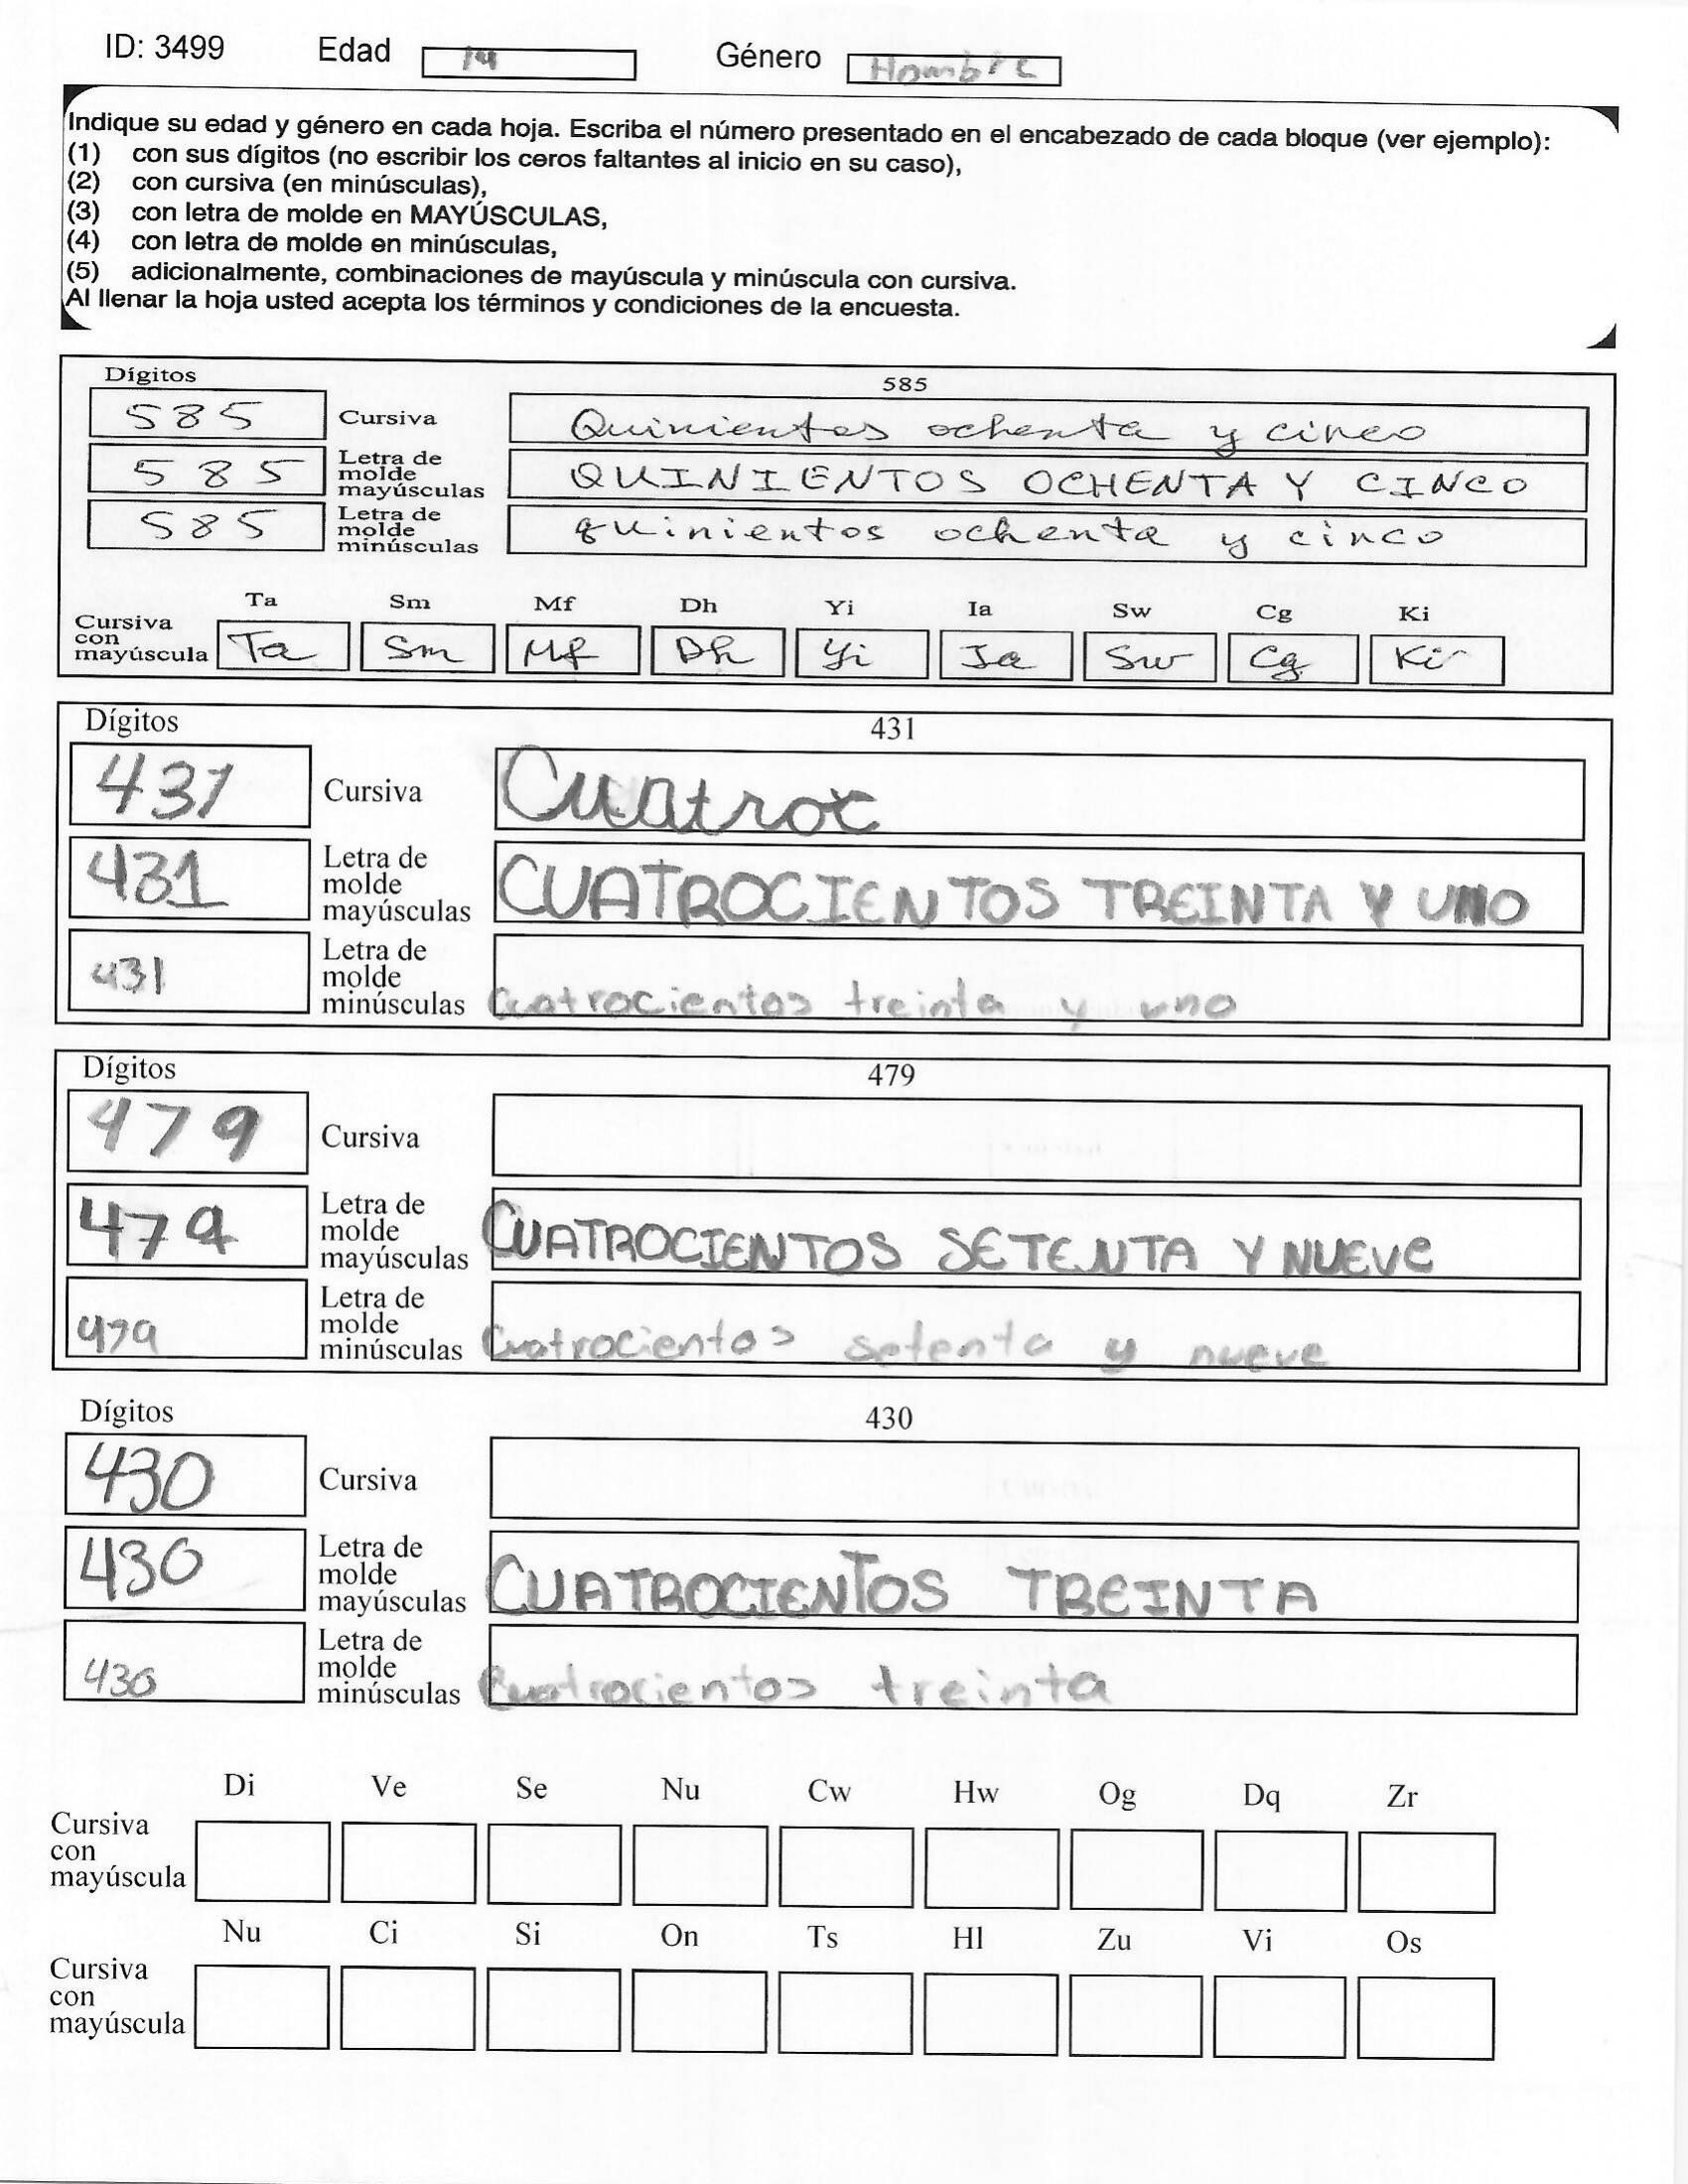 ID: 3499 Edad 14 Género Hombre
Indique su edad y género en cada hoja. Escriba el número presentado en el encabezado de cada bloque (ver ejemplo):
(1) con sus dígitos (no escribir los ceros faltantes al inicio en su caso),
(2) con cursiva (en minúsculas),
(3) con letra de molde en MAYÚSCULAS,
(4) con letra de molde en minúsculas,
(5) adicionalmente, combinaciones de mayúscula y minúscula con cursiva.
Al llenar la hoja usted acepta los términos y condiciones de la encuesta.
Dígitos 585
585 Cursiva Quinientos ochenta y cinco
585 Letra de molde mayúsculas QUINIENTOS OCHENTA Y CINCO
585 Letra de molde minúsculas quinientos ochenta y cinco
Ta Sm Mf Dh Yi Ia Sw Cg Ki
Cursiva con mayúscula Ta Sm Mf Dh Yi Ia Sw Cg Ki
Dígitos 431
431 Cursiva Cuatroc
431 Letra de molde mayúsculas CUATROCIENTOS TREINTA Y UNO
431 Letra de molde minúsculas Cuatrocientos treinta y uno
Dígitos 479
479 Cursiva
479 Letra de molde mayúsculas CUATROCIENTOS SETENTA Y NUEVE
479 Letra de molde minúsculas Cuatrocientos setenta y nueve
Dígitos 430
430 Cursiva
430 Letra de molde mayúsculas CUATROCIENTOS TREINTA
430 Letra de molde minúsculas Cuatrocientos treinta
Di Ve Se Nu Cw Hw Og Dq Zr
Cursiva con mayúscula
Nu Ci Si On Ts Hl Zu Vi Os
Cursiva con mayúscula